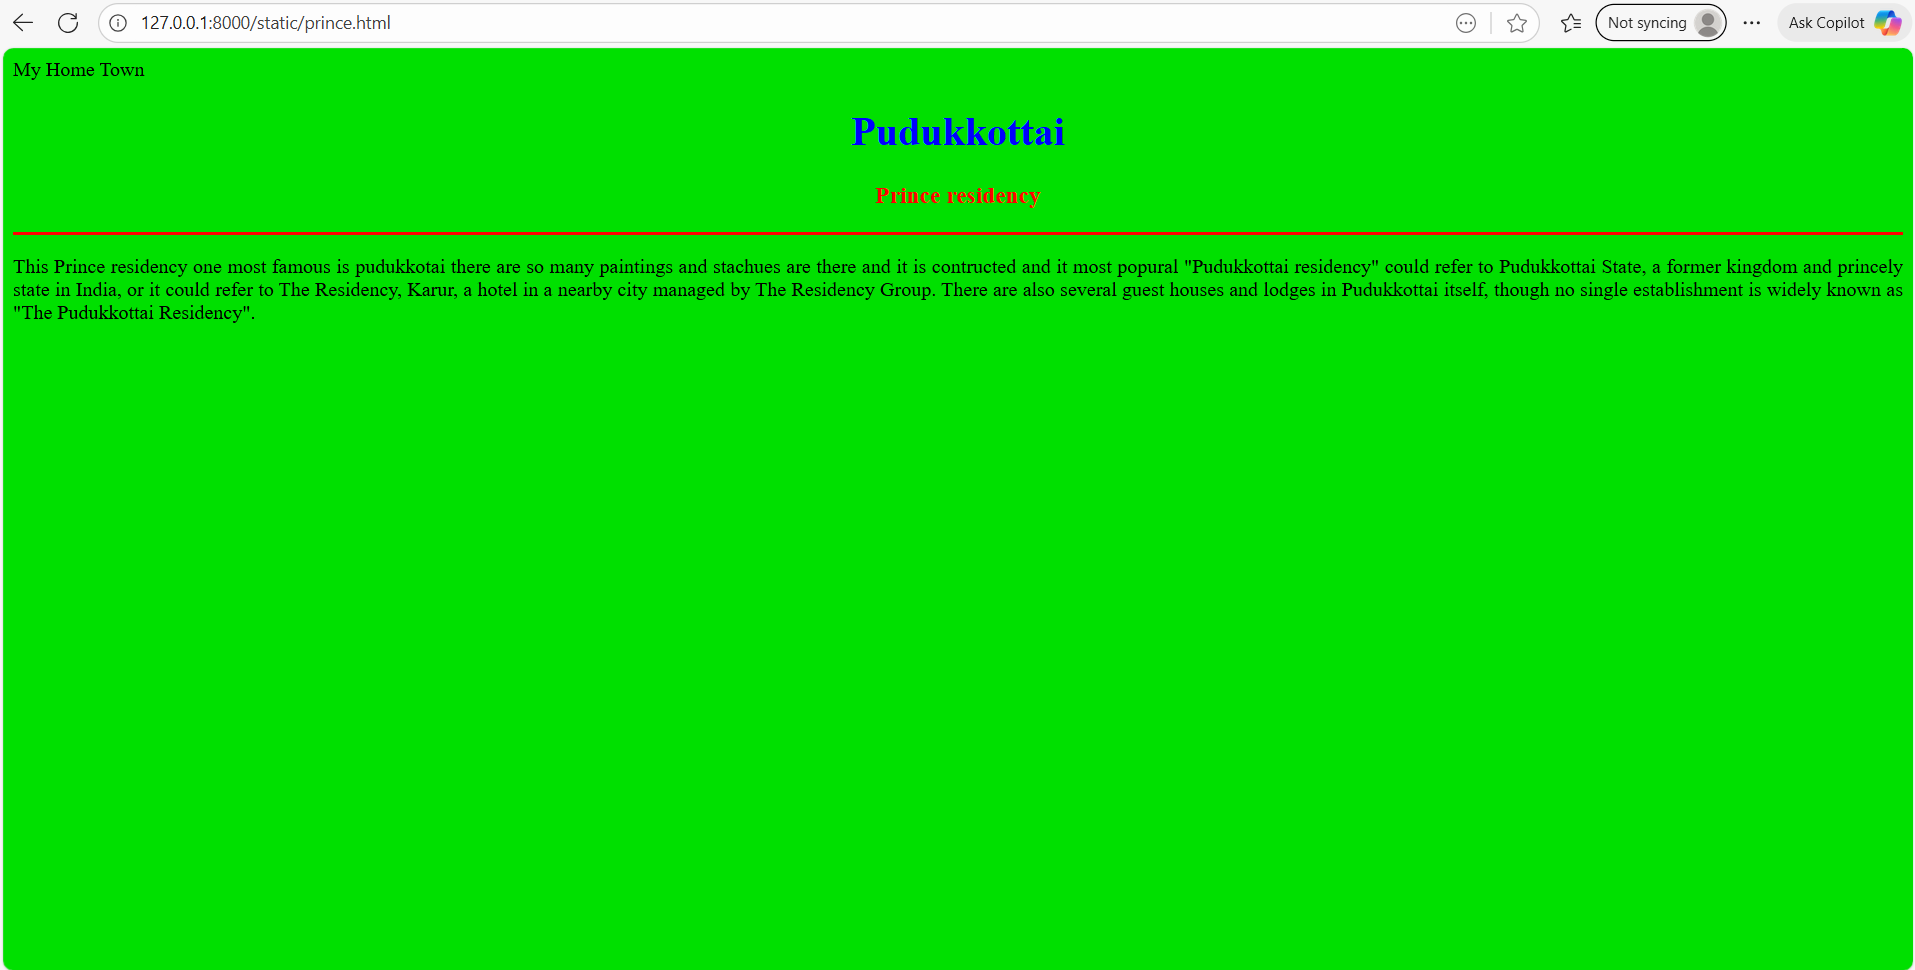 127.0.0.1:8000/static/prince.html
Not syncing
Ask Copilot
My Home Town
Pudukkottai
Prince residency
This Prince residency one most famous is pudukkotai there are so many paintings and stachues are there and it is contructed and it most popural "Pudukkottai residency" could refer to Pudukkottai State, a former kingdom and princely
state in India, or it could refer to The Residency, Karur, a hotel in a nearby city managed by The Residency Group. There are also several guest houses and lodges in Pudukkottai itself, though no single establishment is widely known as
"The Pudukkottai Residency".